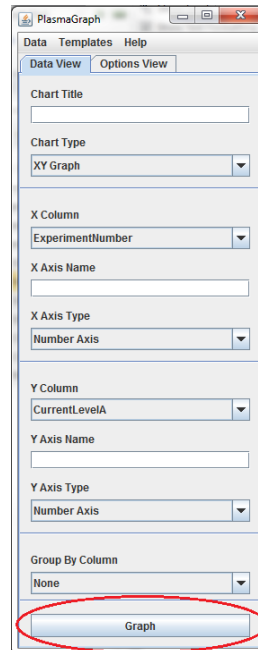 PlasmaGraph
Data Templates Help
Data View Options View
Chart Title
Chart Type
XY Graph
X Column
ExperimentNumber
X Axis Name
X Axis Type
Number Axis
Y Column
CurrentLevelA
Y Axis Name
Y Axis Type
Number Axis
Group By Column
None
Graph